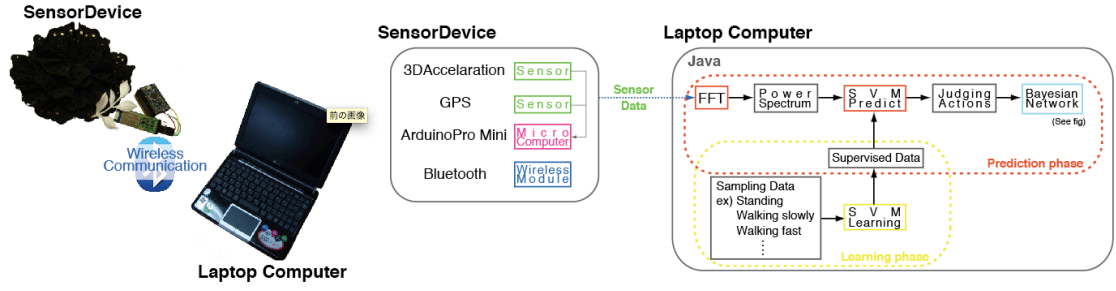 SensorDevice
Wireless
Communication
前の画像
Laptop Computer
SensorDevice
3DAccelaration
Sensor
GPS
Sensor
ArduinoPro Mini
Micro
Computer
Bluetooth
Wireless
Module
Sensor
Data
Laptop Computer
Java
FFT
Power
Spectrum
SVM
Predict
Judging
Actions
Bayesian
Network
(See fig)
Supervised Data
Prediction phase
Sampling Data
ex) Standing
Walking slowly
Walking fast
⋮
SVM
Learning
Learning phase